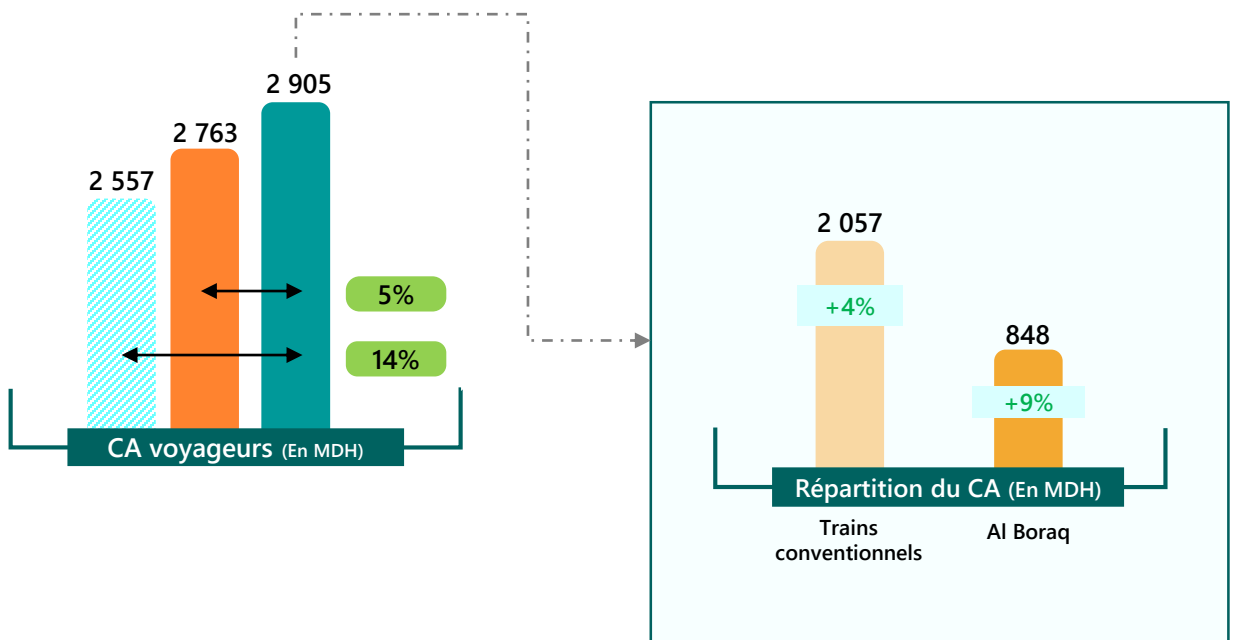 2 905
2 763
2 557
5%
14%
CA voyageurs (En MDH)
2 057
+4%
848
+9%
Répartition du CA (En MDH)
Trains
conventionnels
Al Boraq